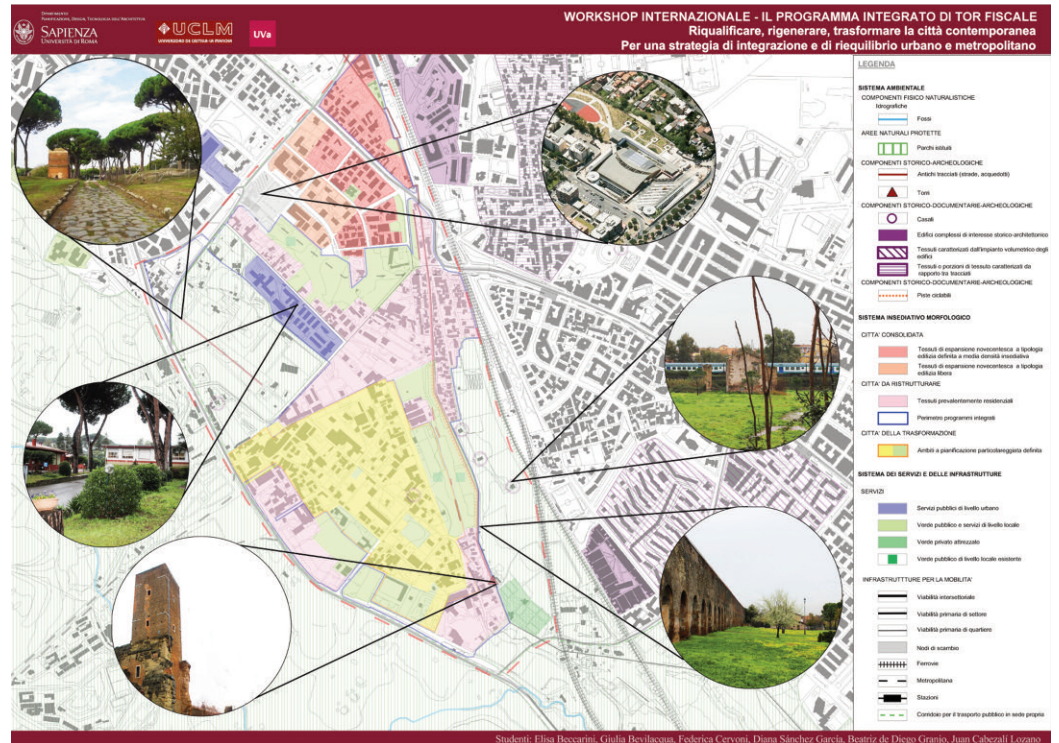 DIPARTIMENTO
PIANIFICAZIONE, DESIGN, TECNOLOGIA DELL'ARCHITETTURA
SAPIENZA
UNIVERSITÀ DI ROMA
UCLM
UNIVERSIDAD DE CASTILLA-LA MANCHA
UVa
WORKSHOP INTERNAZIONALE - IL PROGRAMMA INTEGRATO DI TOR FISCALE
Riqualificare, rigenerare, trasformare la città contemporanea
Per una strategia di integrazione e di riequilibrio urbano e metropolitano
LEGENDA
SISTEMA AMBIENTALE
COMPONENTI FISICO NATURALISTICHE
Idrografiche
Fossi
AREE NATURALI PROTETTE
Parchi istituiti
COMPONENTI STORICO-ARCHEOLOGICHE
Antichi tracciati (strade, acquedotti)
Torri
COMPONENTI STORICO-DOCUMENTARIE-ARCHEOLOGICHE
Casali
Edifici complessi di interesse storico-architettonico
Tessuti caratterizzati dall'impianto volumetrico degli
edifici
Tessuti o porzioni di tessuto caratterizzati da
rapporto tra tracciati
COMPONENTI STORICO-DOCUMENTARIE-ARCHEOLOGICHE
Piste ciclabili
SISTEMA INSEDIATIVO MORFOLOGICO
CITTA' CONSOLIDATA
Tessuti di espansione novecentesca a tipologia
edilizia definita a media densità insediativa
Tessuti di espansione novecentesca a tipologia
edilizia libera
CITTA' DA RISTRUTTURARE
Tessuti prevalentemente residenziali
Perimetro programmi integrati
CITTA' DELLA TRASFORMAZIONE
Ambiti a pianificazione particolareggiata definita
SISTEMA DEI SERVIZI E DELLE INFRASTRUTTURE
SERVIZI
Servizi pubblici di livello urbano
Verde pubblico e servizi di livello locale
Verde privato attrezzato
Verde pubblico di livello locale esistente
INFRASTRUTTTURE PER LA MOBILITA'
Viabilità intersettoriale
Viabilità primaria di settore
Viabilità primaria di quartiere
Nodi di scambio
Ferrovie
Metropolitana
Stazioni
Corridoio per il trasporto pubblico in sede propria
Studenti: Elisa Beccarini, Giulia Bevilacqua, Federica Cervoni, Diana Sánchez García, Beatriz de Diego Granjo, Juan Cabezalí Lozano